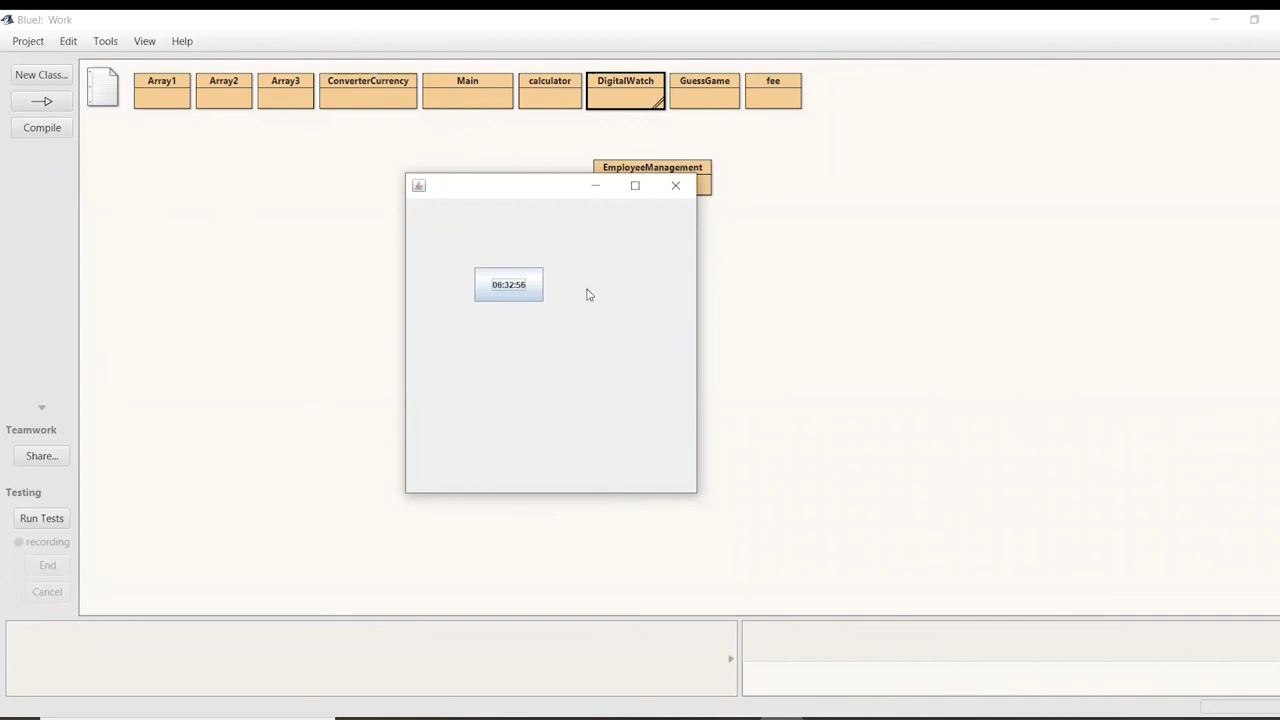 BlueJ: Work
Project Edit Tools View Help
New Class...
Compile
Array1 Array2 Array3 ConverterCurrency Main calculator DigitalWatch GuessGame fee
EmployeeManagement
06:32:56
Teamwork
Share...
Testing
Run Tests
recording
End
Cancel